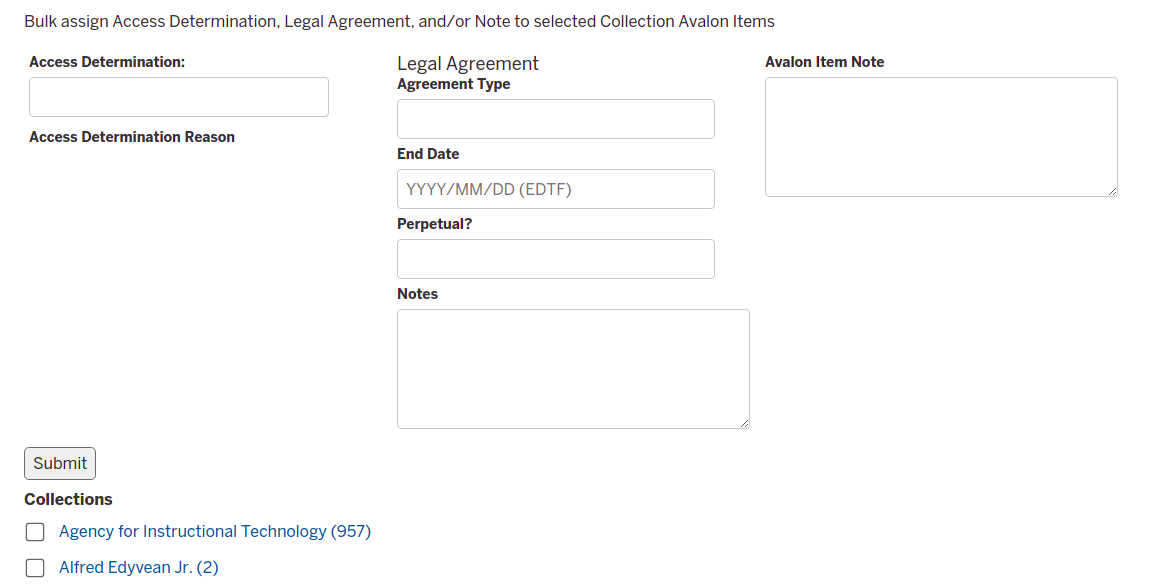 Bulk assign Access Determination, Legal Agreement, and/or Note to selected Collection Avalon Items
Access Determination:
Access Determination Reason
Legal Agreement
Agreement Type
End Date
YYYY/MM/DD (EDTF)
Perpetual?
Notes
Avalon Item Note
Submit
Collections
Agency for Instructional Technology (957)
Alfred Edyvean Jr. (2)